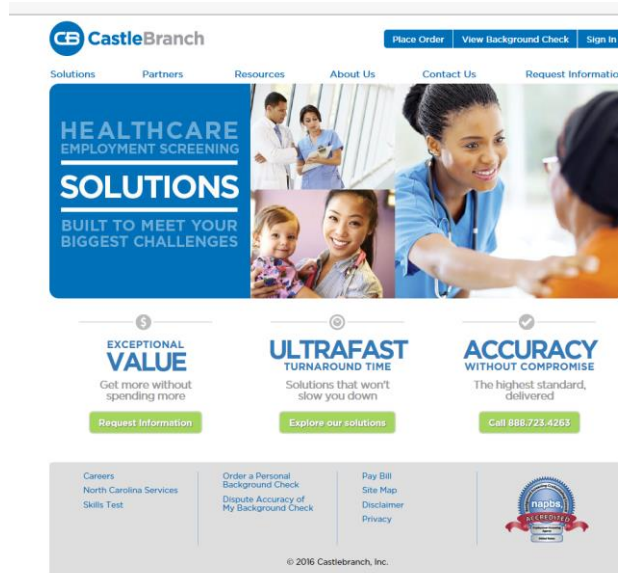 CB CastleBranch
Place Order View Background Check Sign In
Solutions Partners Resources About Us Contact Us Request Informatio
HEALTHCARE
EMPLOYMENT SCREENING
SOLUTIONS
BUILT TO MEET YOUR
BIGGEST CHALLENGES
$
EXCEPTIONAL
VALUE
Get more without
spending more
Request Information
ULTRAFAST
TURNAROUND TIME
Solutions that won't
slow you down
Explore our solutions
ACCURACY
WITHOUT COMPROMISE
The highest standard,
delivered
Call 888.723.4263
Careers
North Carolina Services
Skills Test
Order a Personal
Background Check
Dispute Accuracy of
My Background Check
Pay Bill
Site Map
Disclaimer
Privacy
napbs
ACCREDITED
© 2016 Castlebranch, Inc.